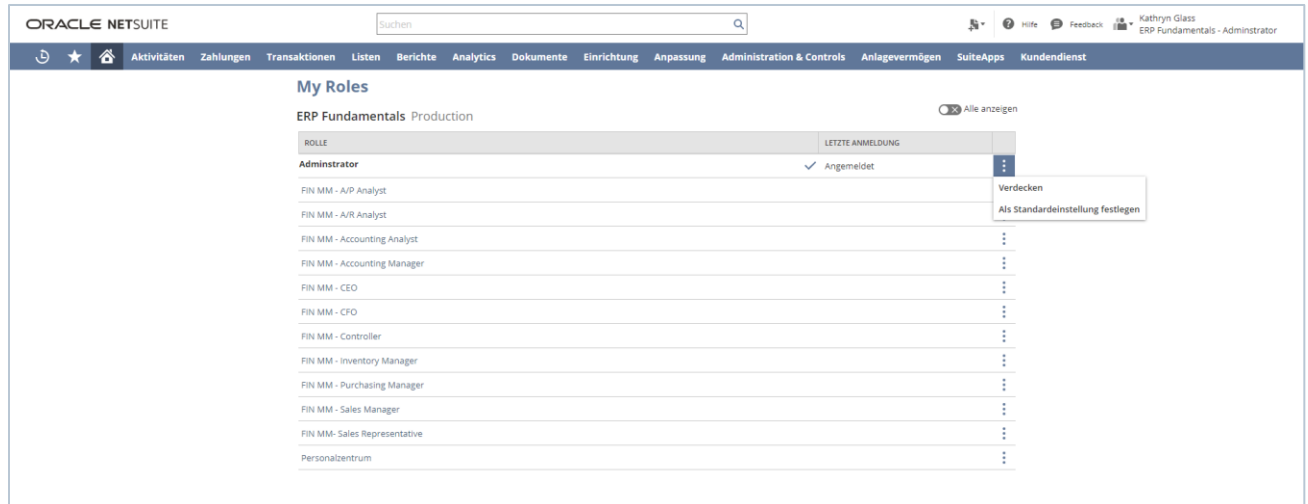 ORACLE NETSUITE
Suchen
Hilfe
Feedback
Kathryn Glass
ERP Fundamentals - Adminstrator
Aktivitäten Zahlungen Transaktionen Listen Berichte Analytics Dokumente Einrichtung Anpassung Administration & Controls Anlagevermögen SuiteApps Kundendienst
My Roles
ERP Fundamentals Production
Alle anzeigen
ROLLE LETZTE ANMELDUNG
Adminstrator Angemeldet
Verdecken
Als Standardeinstellung festlegen
FIN MM - A/P Analyst
FIN MM - A/R Analyst
FIN MM - Accounting Analyst
FIN MM - Accounting Manager
FIN MM - CEO
FIN MM - CFO
FIN MM - Controller
FIN MM - Inventory Manager
FIN MM - Purchasing Manager
FIN MM - Sales Manager
FIN MM- Sales Representative
Personalzentrum